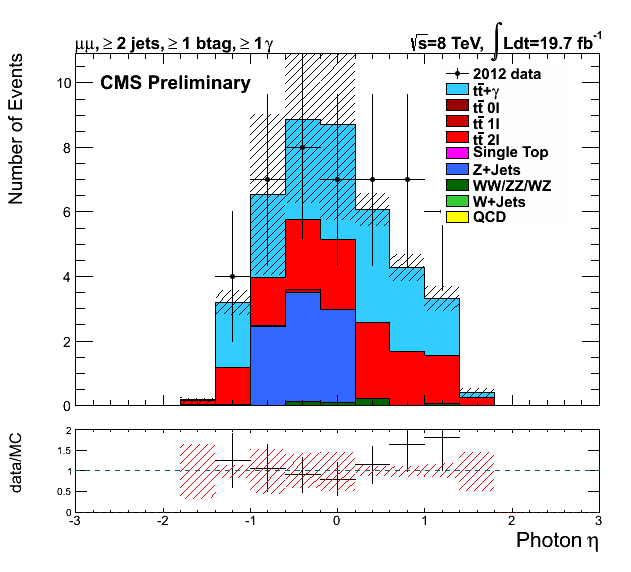 μμ, ≥ 2 jets, ≥ 1 btag, ≥ 1 γ
√s=8 TeV, ∫ Ldt=19.7 fb⁻¹
CMS Preliminary
2012 data
tt̄+γ
tt̄ 0l
tt̄ 1l
tt̄ 2l
Single Top
Z+Jets
WW/ZZ/WZ
W+Jets
QCD
Number of Events
10
8
6
4
2
0
data/MC
2
1.5
1
0.5
0
-3 -2 -1 0 1 2 3
Photon η